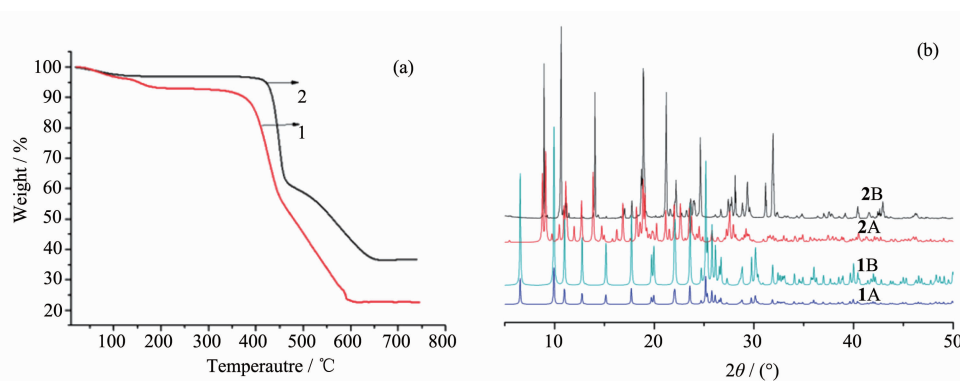 (a)
100
90
80
70
60
50
40
30
20
Weight / %
2
1
100 200 300 400 500 600 700 800
Temperautre / ℃
(b)
2B
2A
1B
1A
10 20 30 40 50
2θ / (°)